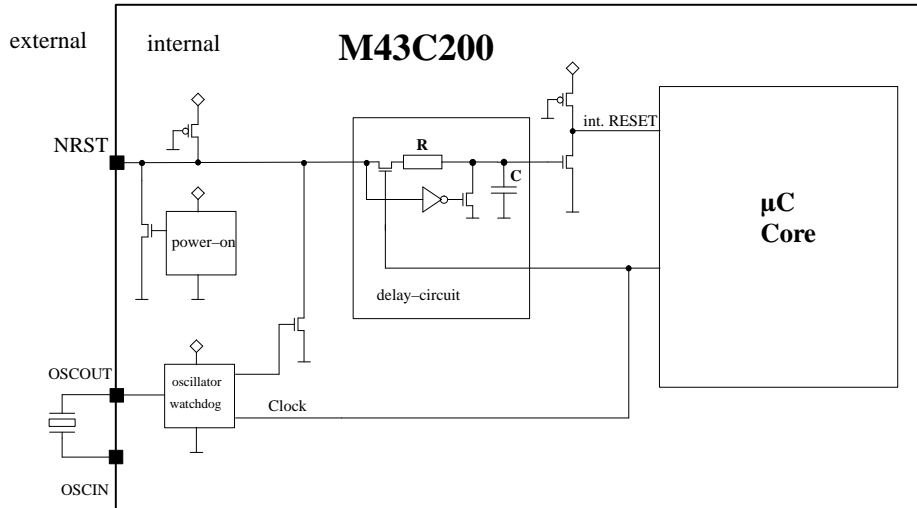 external
internal
M43C200
NRST
int. RESET
R
C
µC
Core
power–on
delay–circuit
OSCOUT
oscillator
watchdog
Clock
OSCIN